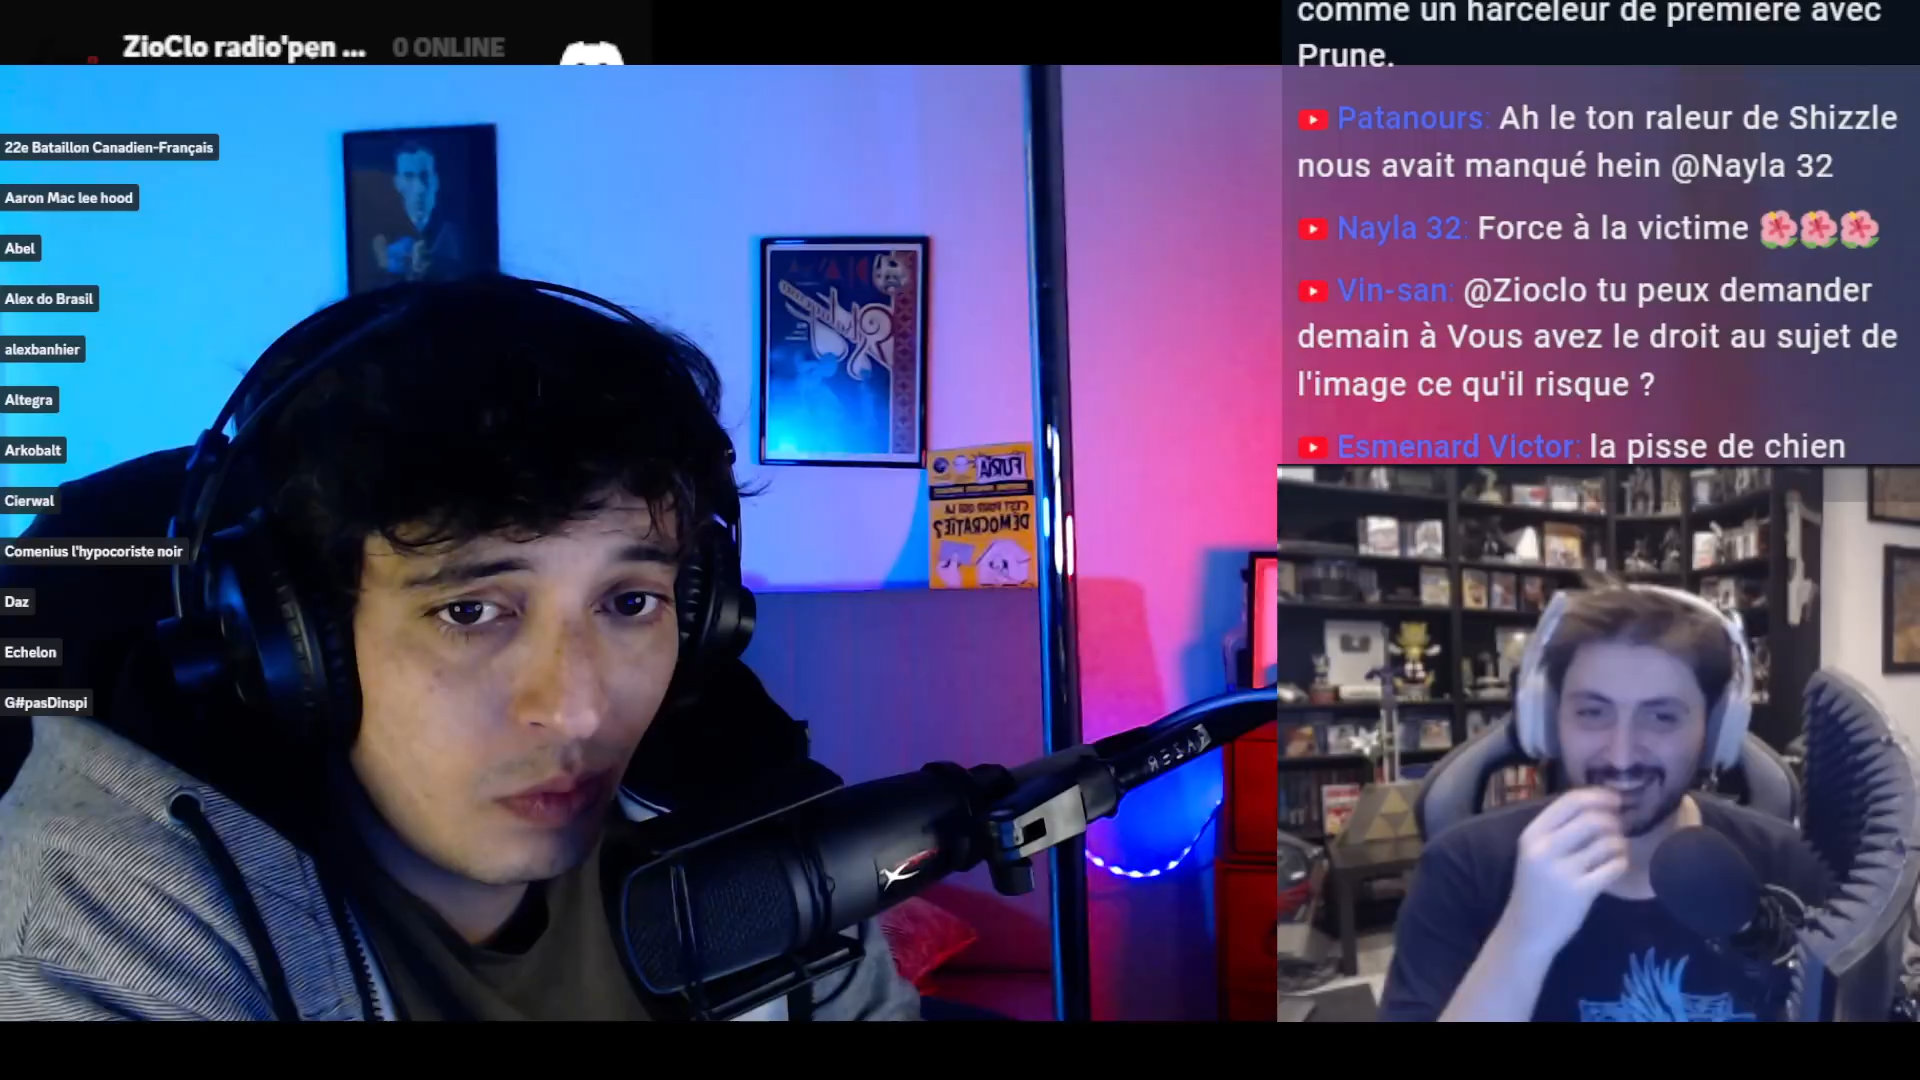 ZioClo radio'pen ...
0 ONLINE
22e Bataillon Canadien-Français
Aaron Mac lee hood
Abel
Alex do Brasil
alexbanhier
Altegra
Arkobalt
Cierwal
Comenius l'hypocoriste noir
Daz
Echelon
G#pasDinspi
FURIA
C'EST POUR QUI LA
DÉMOCRATIE?
RAZER
comme un harceleur de première avec
Prune.
Patanours: Ah le ton raleur de Shizzle
nous avait manqué hein @Nayla 32
Nayla 32: Force à la victime 🌺🌺🌺
Vin-san: @Zioclo tu peux demander
demain à Vous avez le droit au sujet de
l'image ce qu'il risque ?
Esmenard Victor: la pisse de chien